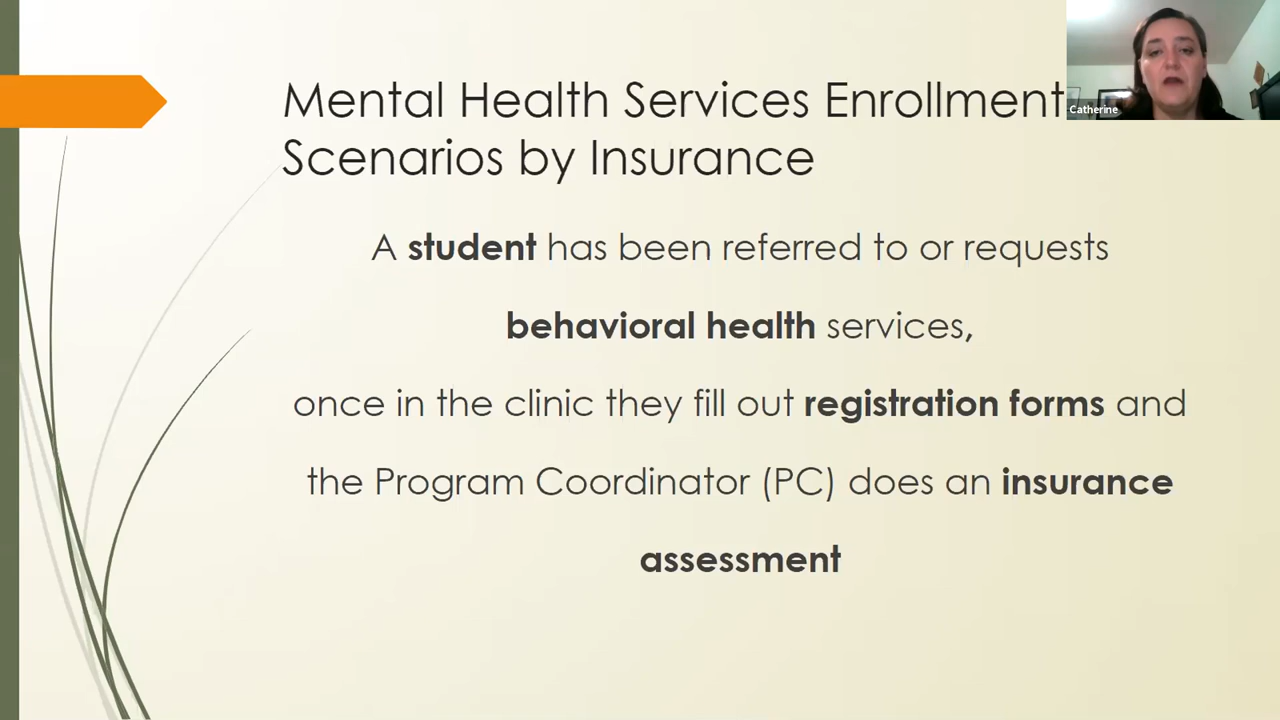 Mental Health Services Enrollment
Scenarios by Insurance
Catherine
A student has been referred to or requests
behavioral health services,
once in the clinic they fill out registration forms and
the Program Coordinator (PC) does an insurance
assessment